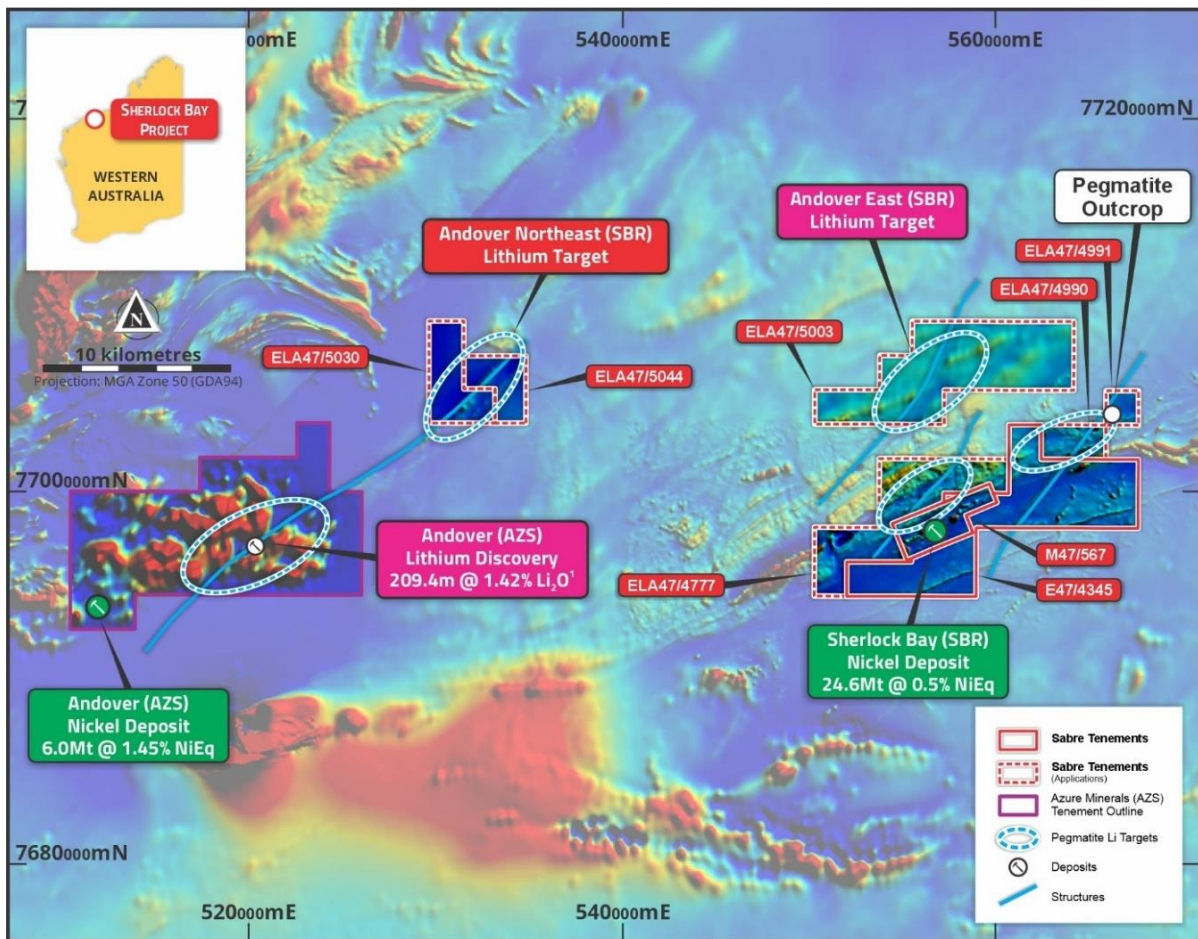 000mE
540000mE
560000mE
SHERLOCK BAY
PROJECT
WESTERN
AUSTRALIA
7720000mN
Pegmatite
Outcrop
Andover East (SBR)
Lithium Target
Andover Northeast (SBR)
Lithium Target
ELA47/4991
ELA47/4990
N
10 kilometres
Projection: MGA Zone 50 (GDA94)
ELA47/5030
ELA47/5044
ELA47/5003
7700000mN
Andover (AZS)
Lithium Discovery
209.4m @ 1.42% Li₂O¹
M47/567
ELA47/4777
E47/4345
Sherlock Bay (SBR)
Nickel Deposit
24.6Mt @ 0.5% NiEq
Andover (AZS)
Nickel Deposit
6.0Mt @ 1.45% NiEq
Sabre Tenements
Sabre Tenements
(Applications)
Azure Minerals (AZS)
Tenement Outline
Pegmatite Li Targets
Deposits
Structures
7680000mN
520000mE
540000mE